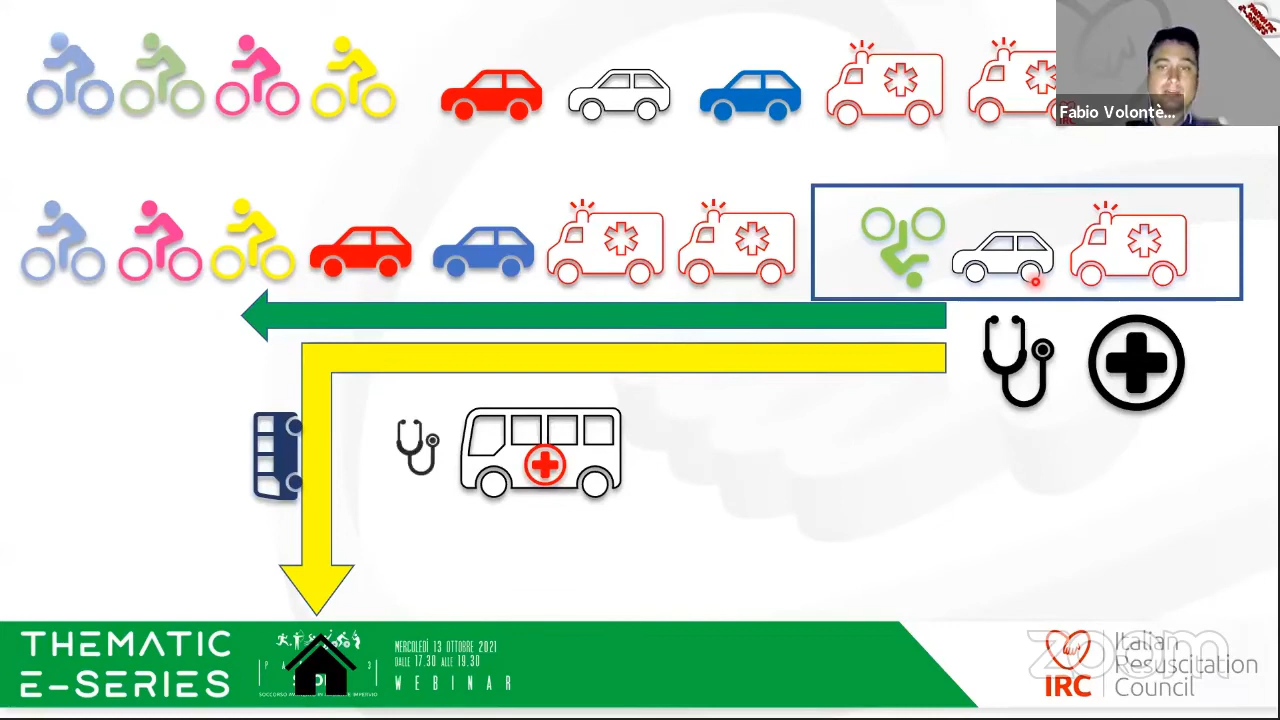 Fabio Volontè...
THEMATIC
E-SERIES
MERCOLEDÌ 13 OTTOBRE 2021
DALLE 17.30 ALLE 19.30
WEBINAR
zoom
IRC
Italian
Resuscitation
Council